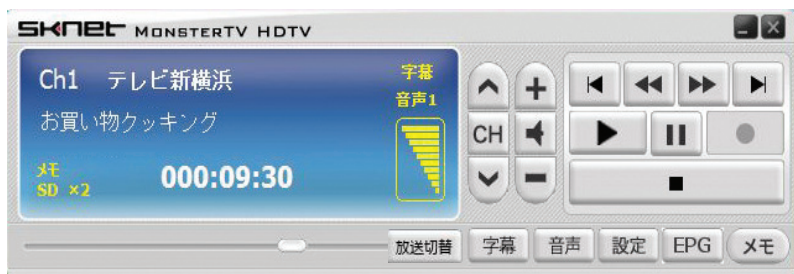 SKNET MONSTERTV HDTV
Ch1 テレビ新横浜
字幕
音声1
お買い物クッキング
メモ
SD ×2
000:09:30
CH
放送切替
字幕
音声
設定
EPG
メモ